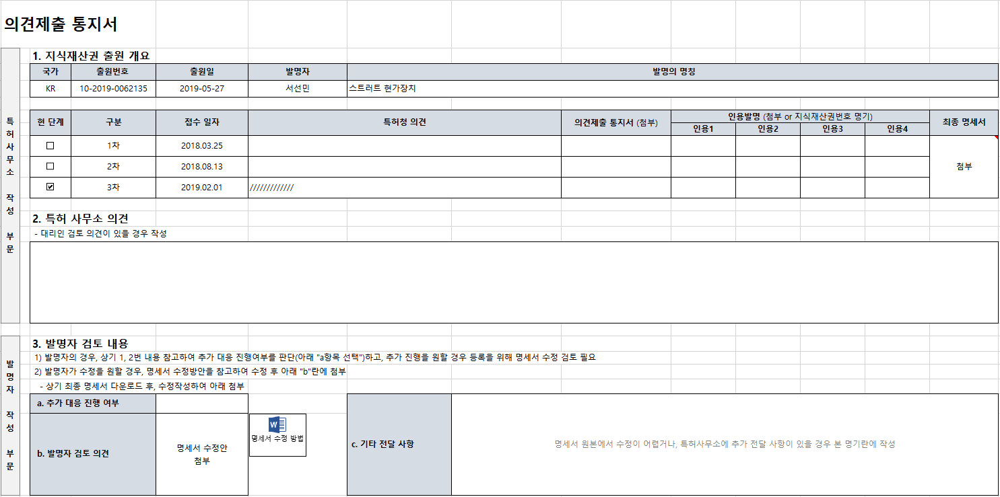 의견제출 통지서
1. 지식재산권 출원 개요
국가 출원번호 출원일 발명자 발명의 명칭
KR 10-2019-0062135 2019-05-27 서선민 스트러트 현가장치
현 단계 구분 접수 일자 특허청 의견 의견제출 통지서 (첨부) 인용발명 (첨부 or 지식재산권번호 명기) 최종 명세서
인용1 인용2 인용3 인용4
1차 2018.03.25
2차 2018.08.13 첨부
3차 2019.02.01 /////////////
특허사무소 작성 부문
2. 특허 사무소 의견
- 대리인 검토 의견이 있을 경우 작성
3. 발명자 검토 내용
1) 발명자의 경우, 상기 1, 2번 내용 참고하여 추가 대응 진행여부를 판단(아래 "a항목 선택")하고, 추가 진행을 원할 경우 등록을 위해 명세서 수정 검토 필요
2) 발명자가 수정을 원할 경우, 명세서 수정방안을 참고하여 수정 후 아래 "b"란에 첨부
- 상기 최종 명세서 다운로드 후, 수정작성하여 아래 첨부
발명자 작성 부문
a. 추가 대응 진행 여부
b. 발명자 검토 의견
명세서 수정안
첨부
W
명세서 수정 방법
c. 기타 전달 사항
명세서 원본에서 수정이 어렵거나, 특허사무소에 추가 전달 사항이 있을 경우 본 명기란에 작성